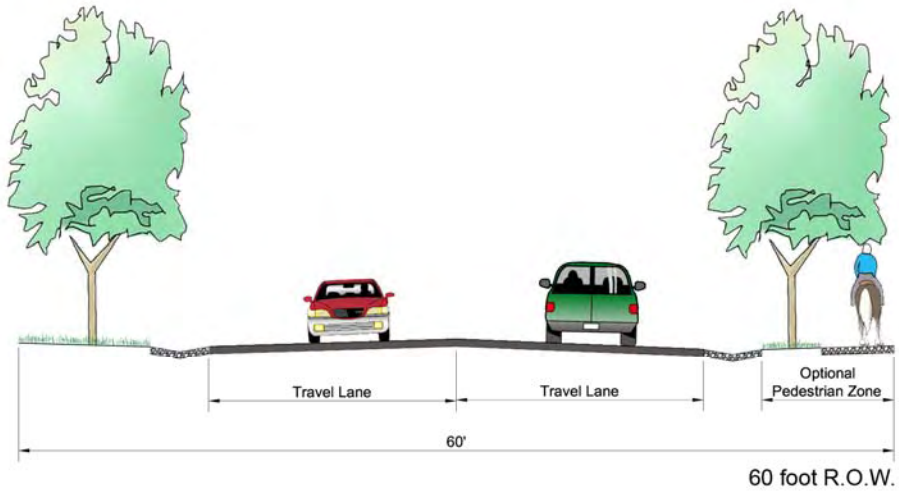 Travel Lane
Travel Lane
Optional
Pedestrian Zone
60'
60 foot R.O.W.